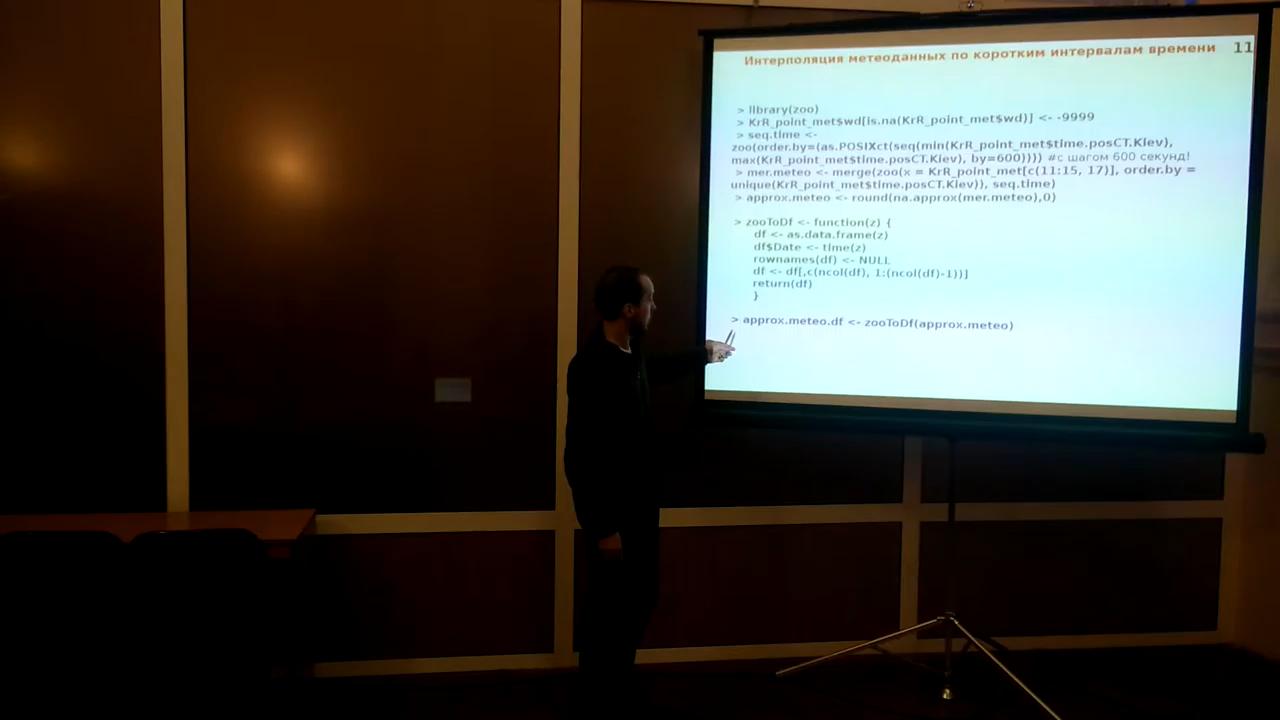 Интерполяция метеоданных по коротким интервалам времени 11
> library(zoo)
> KrR_point_met$wd[is.na(KrR_point_met$wd)] <- -9999
> seq.time <-
zoo(order.by=(as.POSIXct(seq(min(KrR_point_met$time.posCT.Kiev),
max(KrR_point_met$time.posCT.Kiev), by=600)))) #с шагом 600 секунд!
> mer.meteo <- merge(zoo(x = KrR_point_met[c(11:15, 17)], order.by =
unique(KrR_point_met$time.posCT.Kiev)), seq.time)
> approx.meteo <- round(na.approx(mer.meteo),0)
> zooToDf <- function(z) {
df <- as.data.frame(z)
df$Date <- time(z)
rownames(df) <- NULL
df <- df[,c(ncol(df), 1:(ncol(df)-1))]
return(df)
}
> approx.meteo.df <- zooToDf(approx.meteo)